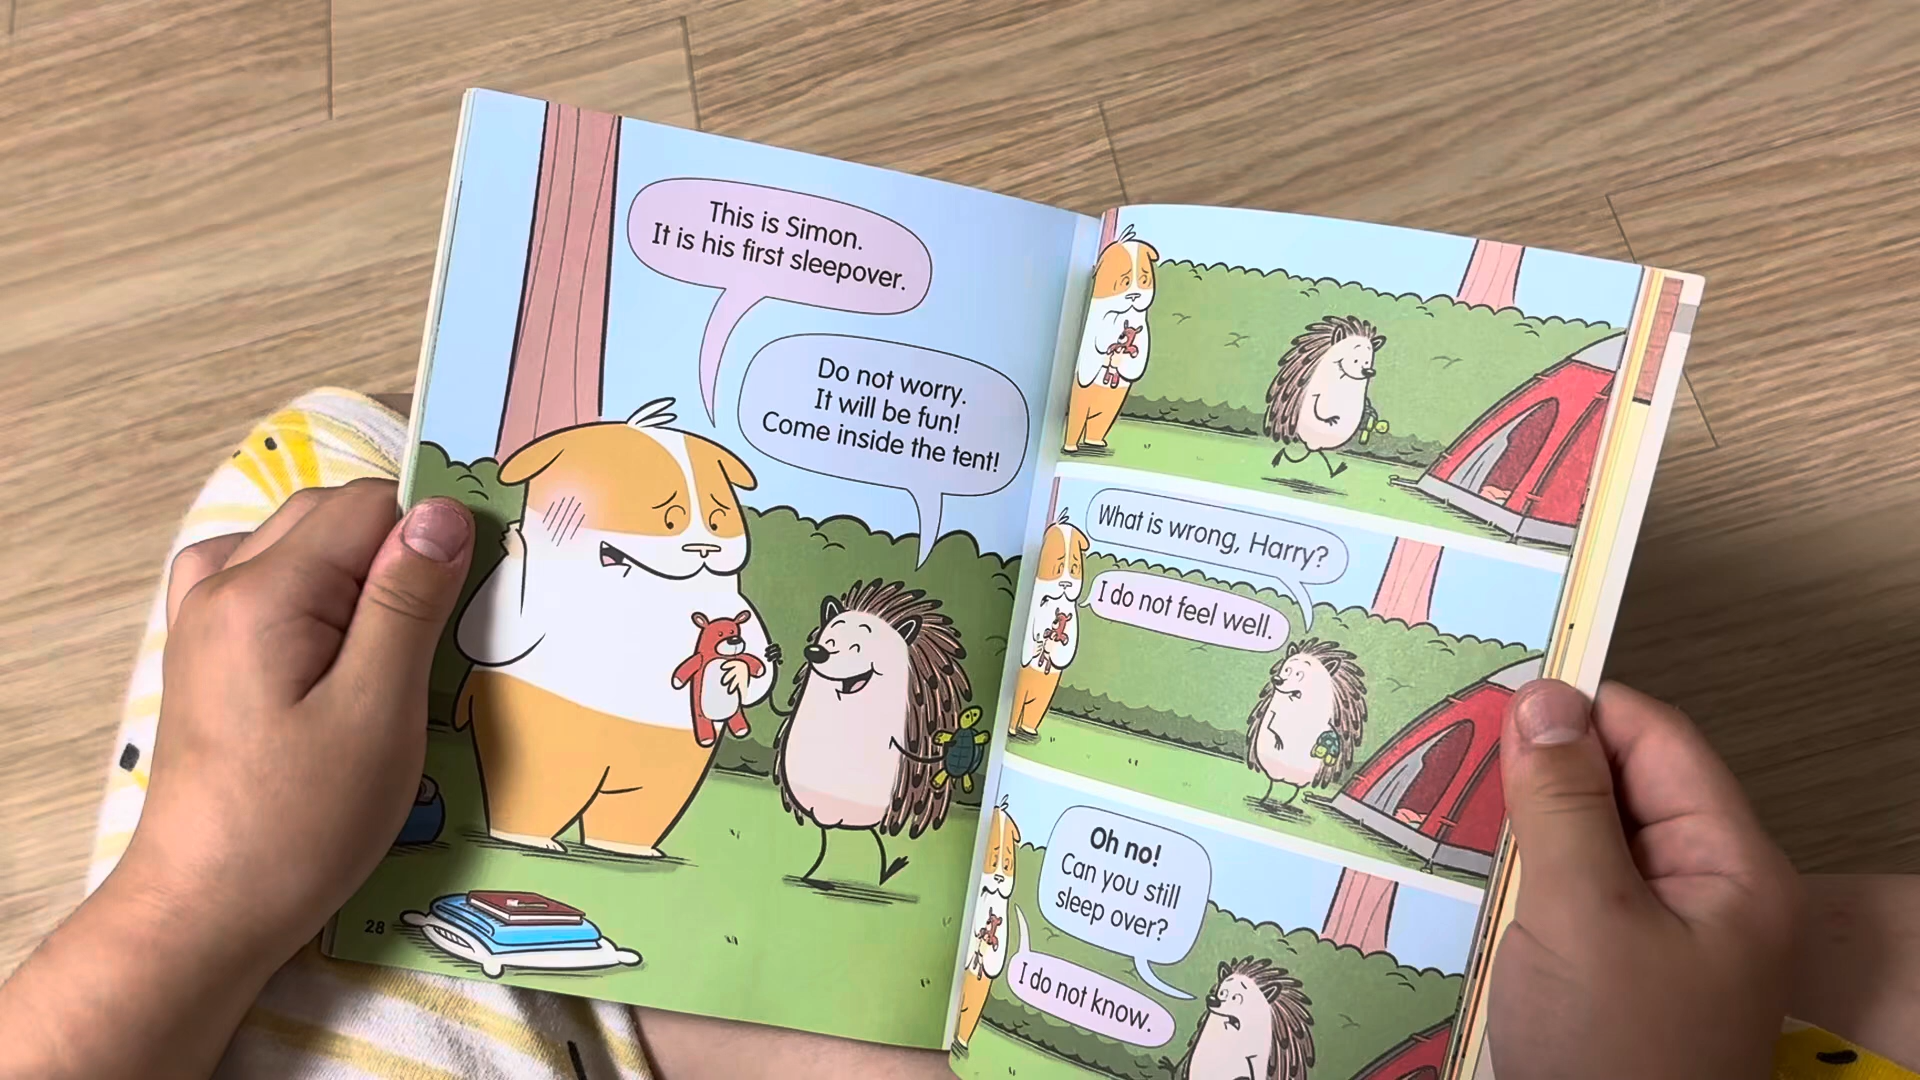 This is Simon.
It is his first sleepover.
Do not worry.
It will be fun!
Come inside the tent!
28
What is wrong, Harry?
I do not feel well.
Oh no!
Can you still
sleep over?
I do not know.